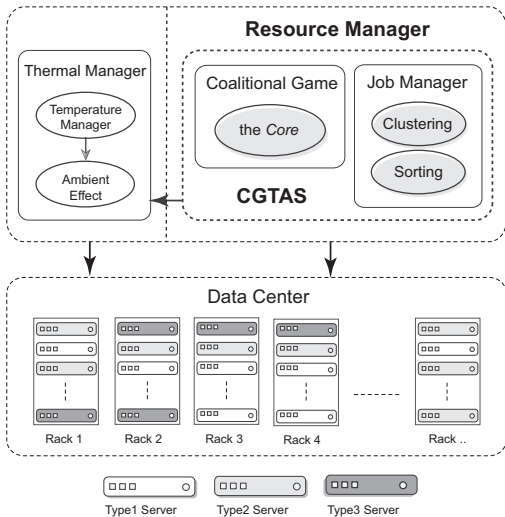 Resource Manager
Thermal Manager
Temperature
Manager
Ambient
Effect
Coalitional Game
the Core
CGTAS
Job Manager
Clustering
Sorting
Data Center
Rack 1
Rack 2
Rack 3
Rack 4
Rack ..
Type1 Server
Type2 Server
Type3 Server